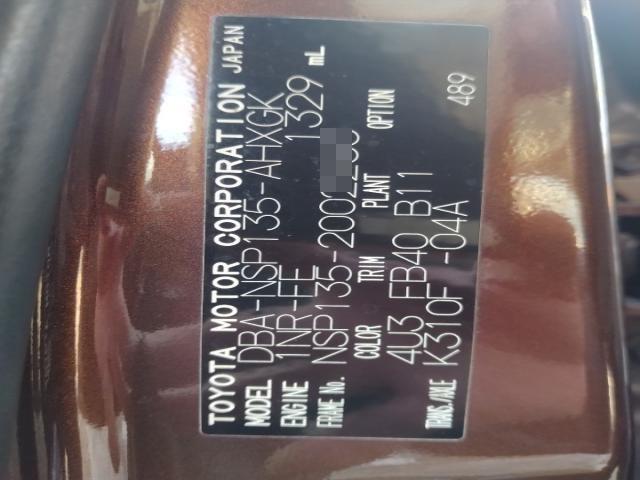 TOYOTA MOTOR CORPORATION JAPAN
MODEL DBA-NSP135-AHXGK
ENGINE 1NR-FE 1329 mL
FRAME No. NSP135-200
COLOR TRIM PLANT OPTION
4U3 FB40 B11
TRANS./AXLE K310F -04A 489